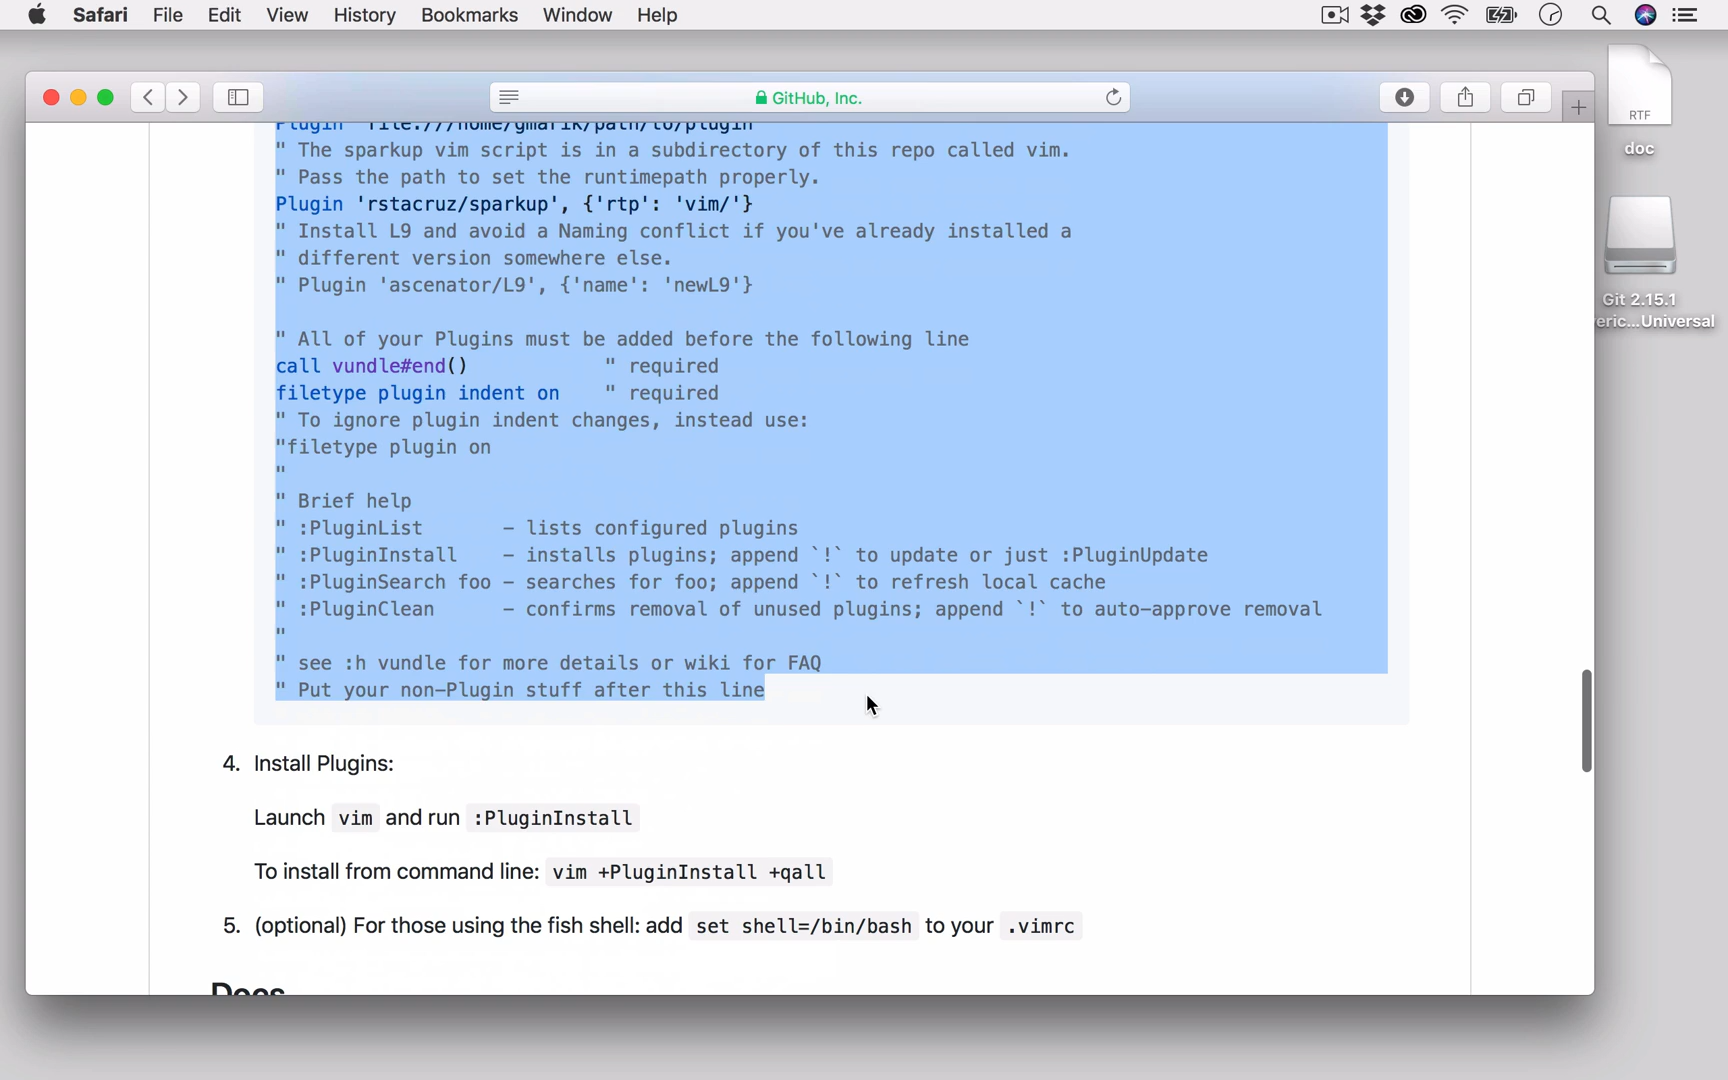 Safari File Edit View History Bookmarks Window Help
GitHub, Inc.
RTF
doc
Git 2.15.1
eric...Universal
Plugin 'file:///home/gmarik/path/to/plugin'
" The sparkup vim script is in a subdirectory of this repo called vim.
" Pass the path to set the runtimepath properly.
Plugin 'rstacruz/sparkup', {'rtp': 'vim/'}
" Install L9 and avoid a Naming conflict if you've already installed a
" different version somewhere else.
" Plugin 'ascenator/L9', {'name': 'newL9'}
" All of your Plugins must be added before the following line
call vundle#end()            " required
filetype plugin indent on    " required
" To ignore plugin indent changes, instead use:
"filetype plugin on
"
" Brief help
" :PluginList       - lists configured plugins
" :PluginInstall    - installs plugins; append `!` to update or just :PluginUpdate
" :PluginSearch foo - searches for foo; append `!` to refresh local cache
" :PluginClean      - confirms removal of unused plugins; append `!` to auto-approve removal
"
" see :h vundle for more details or wiki for FAQ
" Put your non-Plugin stuff after this line
4. Install Plugins:
Launch vim and run :PluginInstall
To install from command line: vim +PluginInstall +qall
5. (optional) For those using the fish shell: add set shell=/bin/bash to your .vimrc
Docs